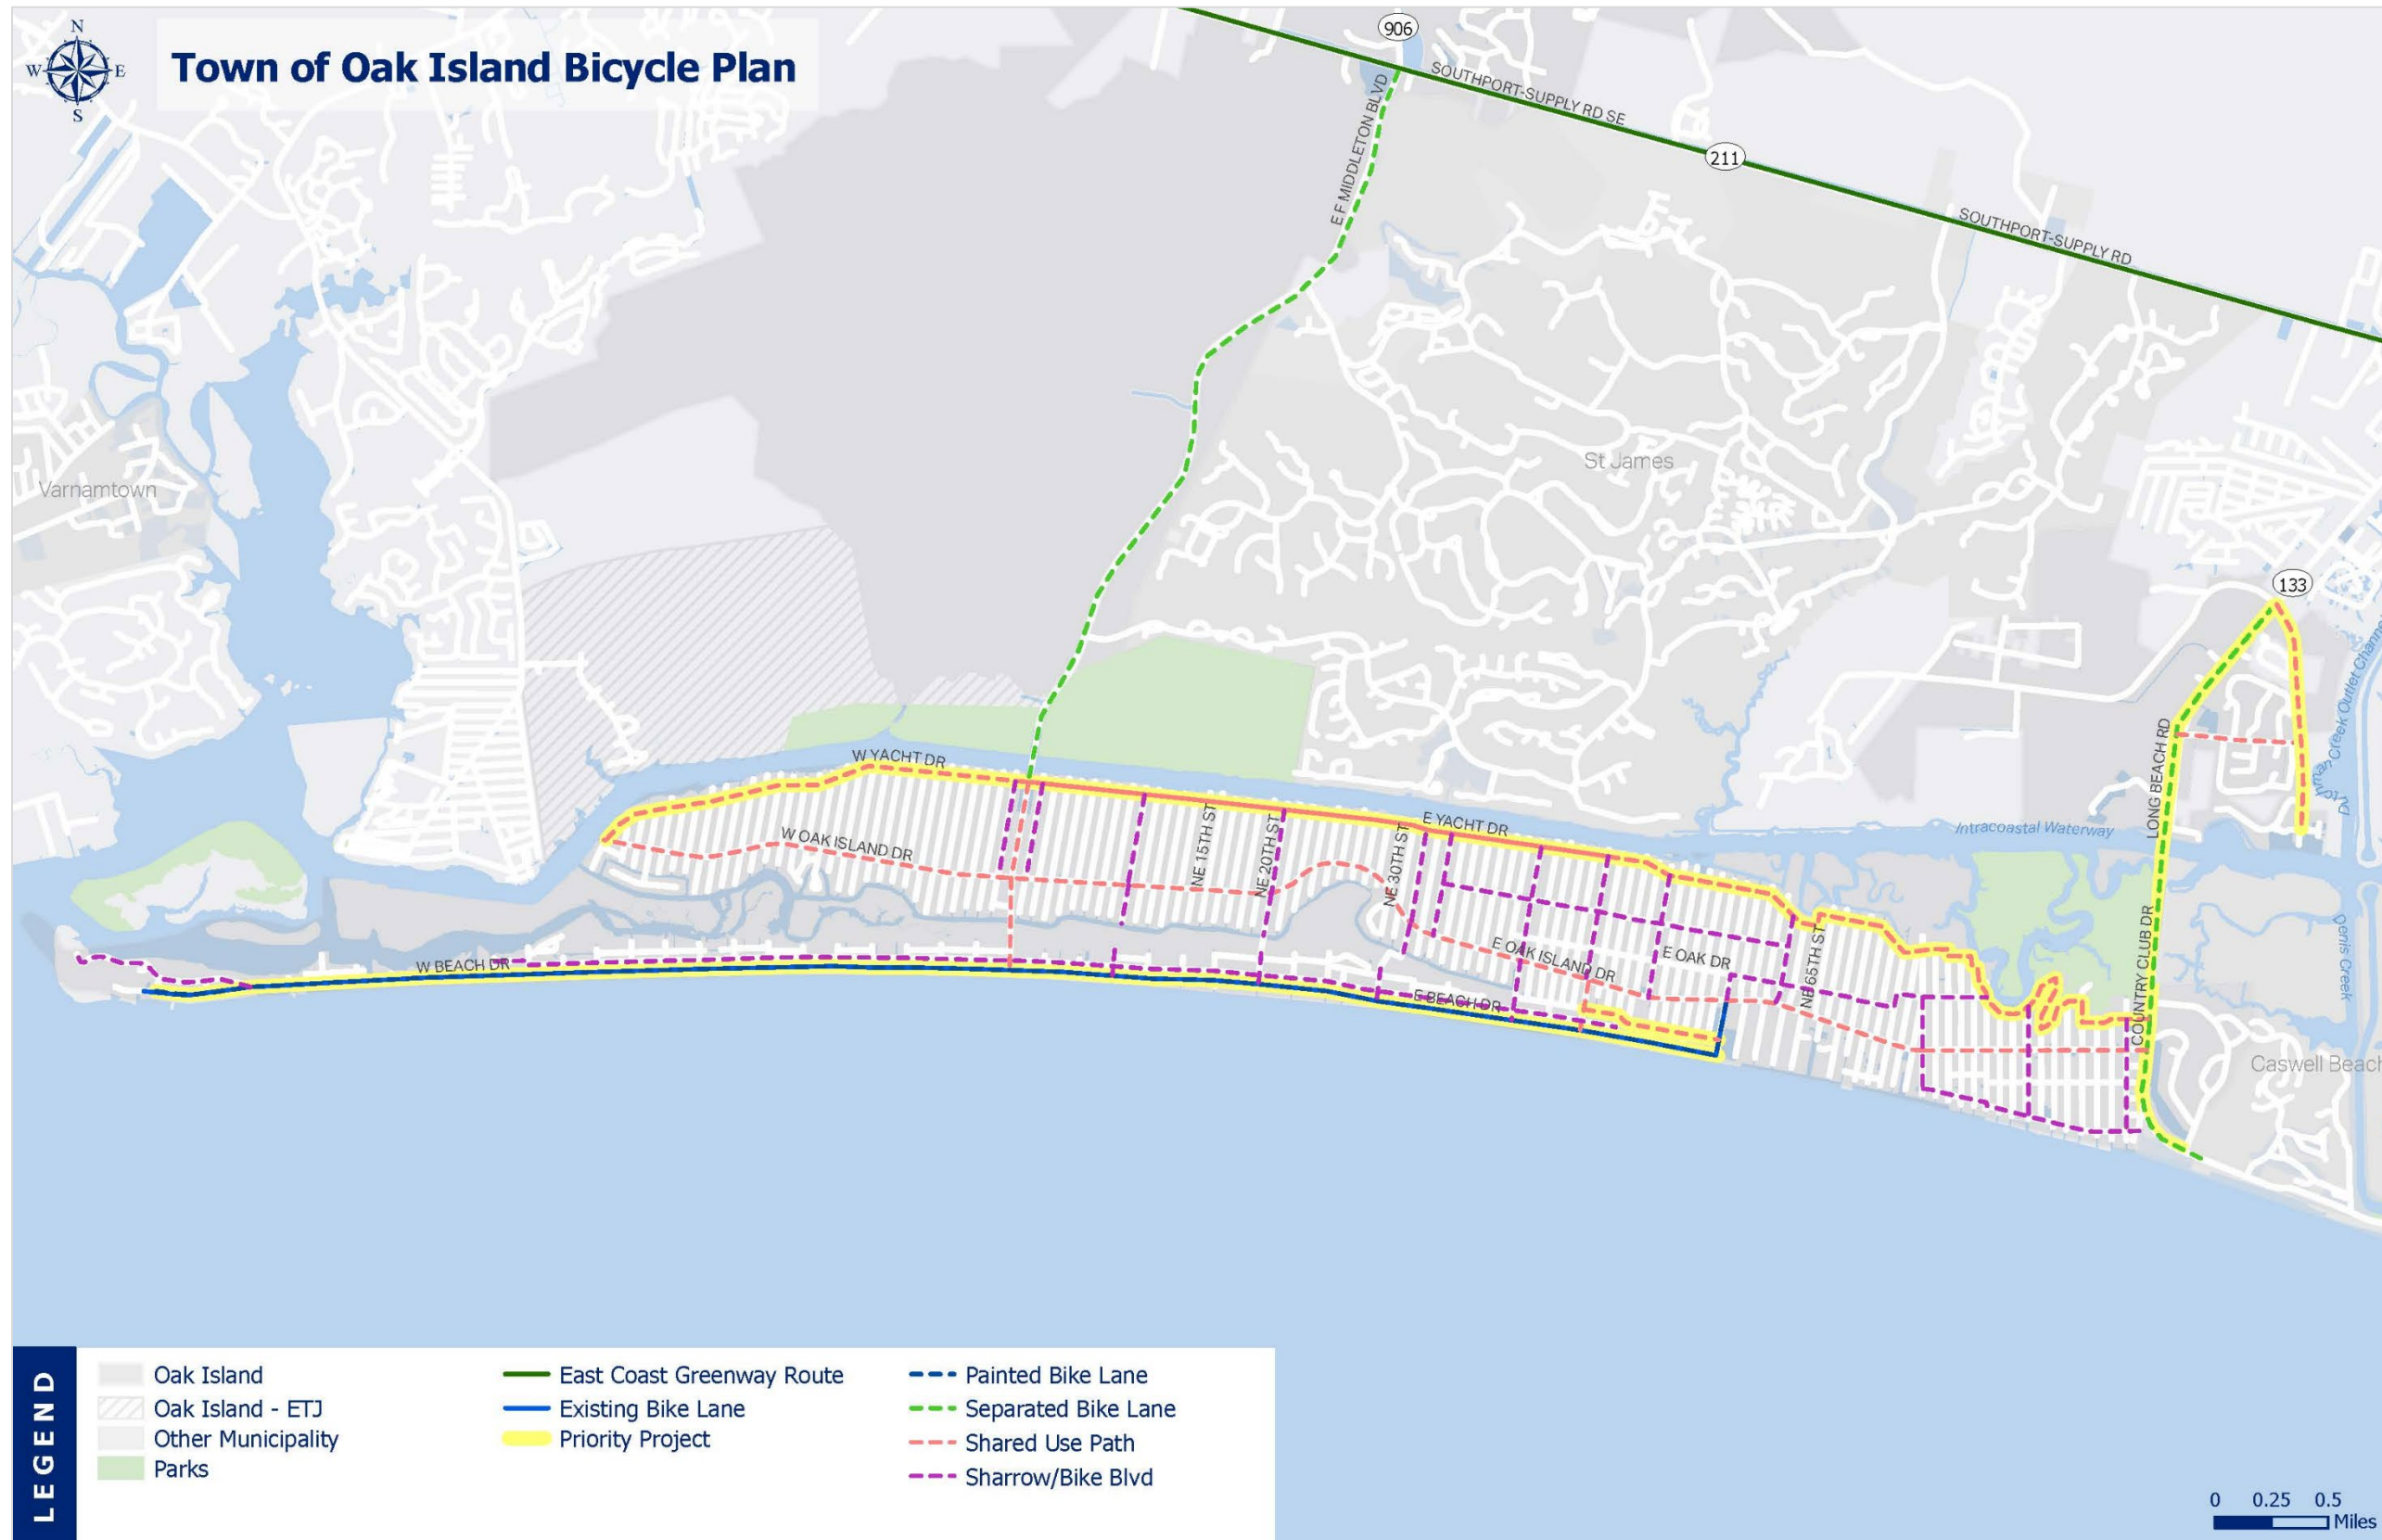 N
W E
S
Town of Oak Island Bicycle Plan
906
SOUTHPORT-SUPPLY RD SE
E F MIDDLETON BLVD
211
SOUTHPORT-SUPPLY RD
St James
Varnamtown
133
W YACHT DR
LONG BEACH RD
NE 15TH ST
NE 20TH ST
NE 30TH ST
E YACHT DR
Intracoastal Waterway
W OAK ISLAND DR
W BEACH DR
E OAK ISLAND DR
E OAK DR
NE 65TH ST
E BEACH DR
COUNTRY CLUB DR
Denis Creek
Creek Outlet Channel
Caswell Beach
LEGEND
Oak Island
Oak Island - ETJ
Other Municipality
Parks
East Coast Greenway Route
Existing Bike Lane
Priority Project
Painted Bike Lane
Separated Bike Lane
Shared Use Path
Sharrow/Bike Blvd
0 0.25 0.5
Miles